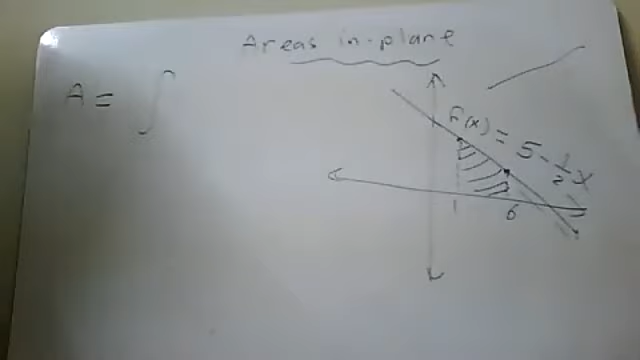 Areas in-plane
A = ∫
f(x) = 5 - 1/2 x
1
6